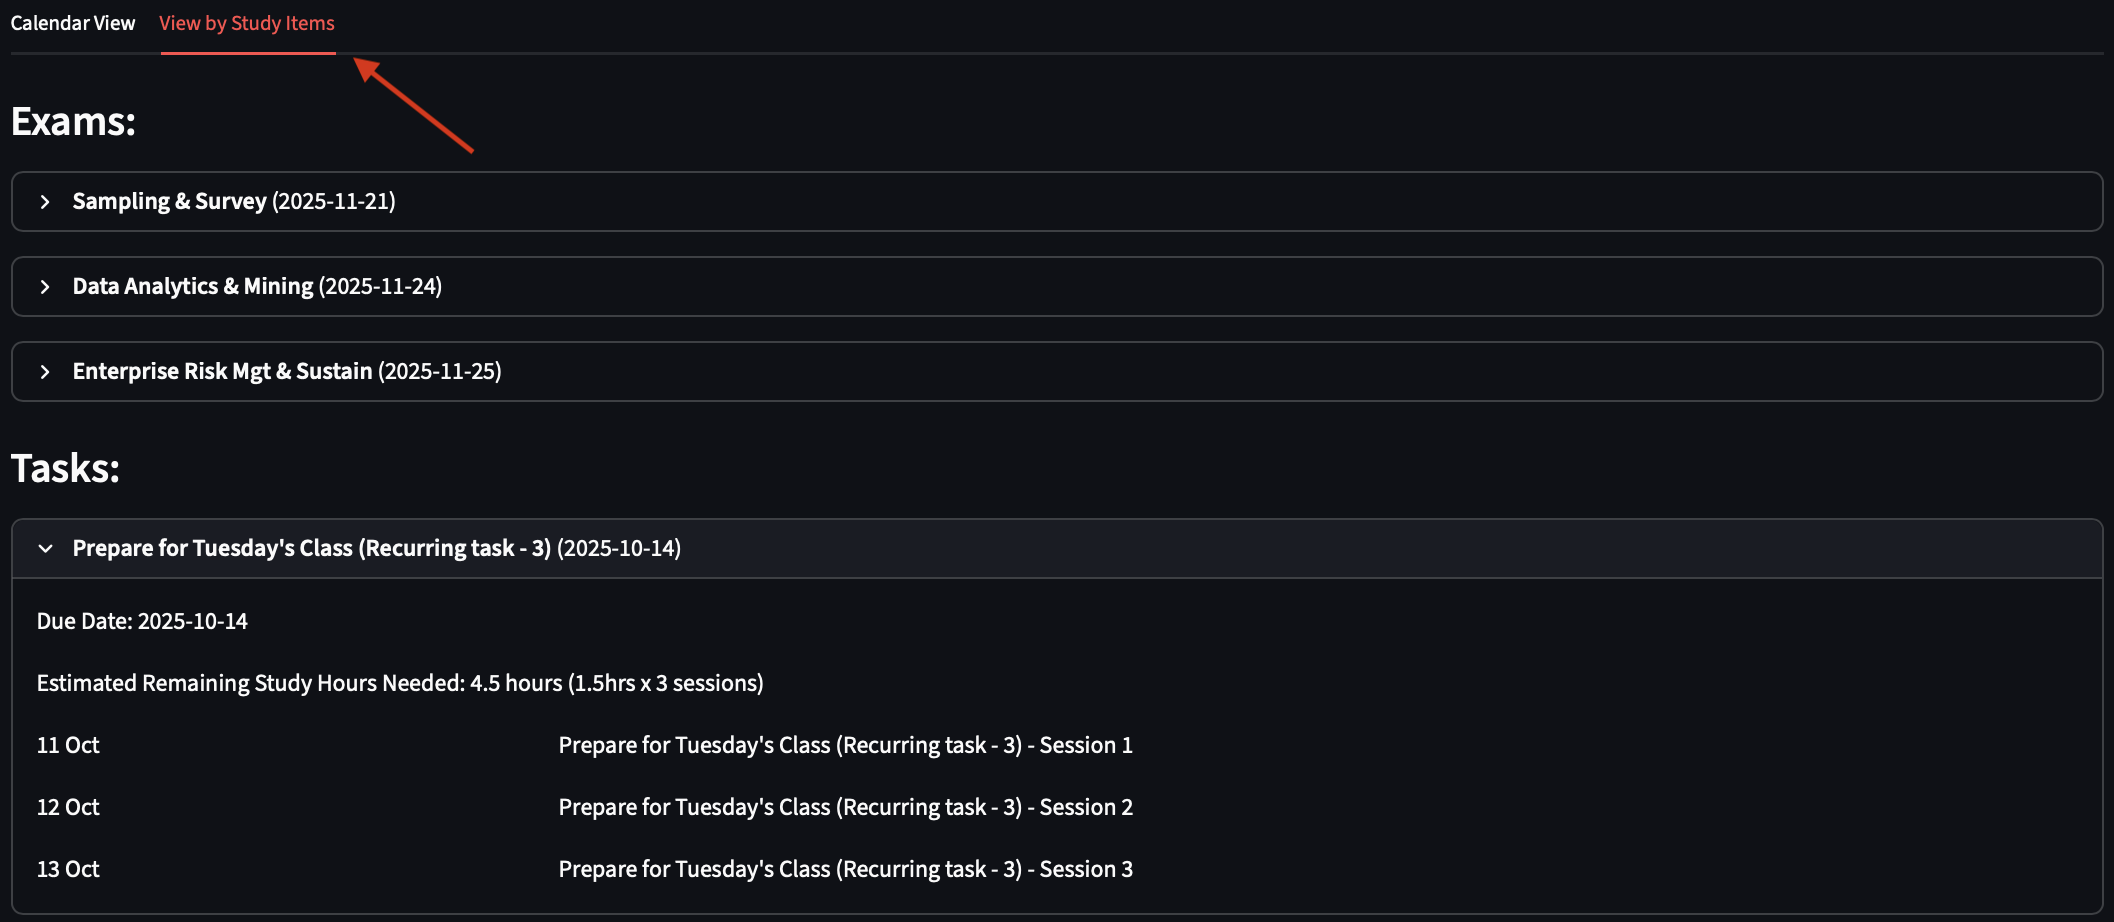 Calendar View View by Study Items
Exams:
Sampling & Survey (2025-11-21)
Data Analytics & Mining (2025-11-24)
Enterprise Risk Mgt & Sustain (2025-11-25)
Tasks:
Prepare for Tuesday's Class (Recurring task - 3) (2025-10-14)
Due Date: 2025-10-14
Estimated Remaining Study Hours Needed: 4.5 hours (1.5hrs x 3 sessions)
11 Oct Prepare for Tuesday's Class (Recurring task - 3) - Session 1
12 Oct Prepare for Tuesday's Class (Recurring task - 3) - Session 2
13 Oct Prepare for Tuesday's Class (Recurring task - 3) - Session 3